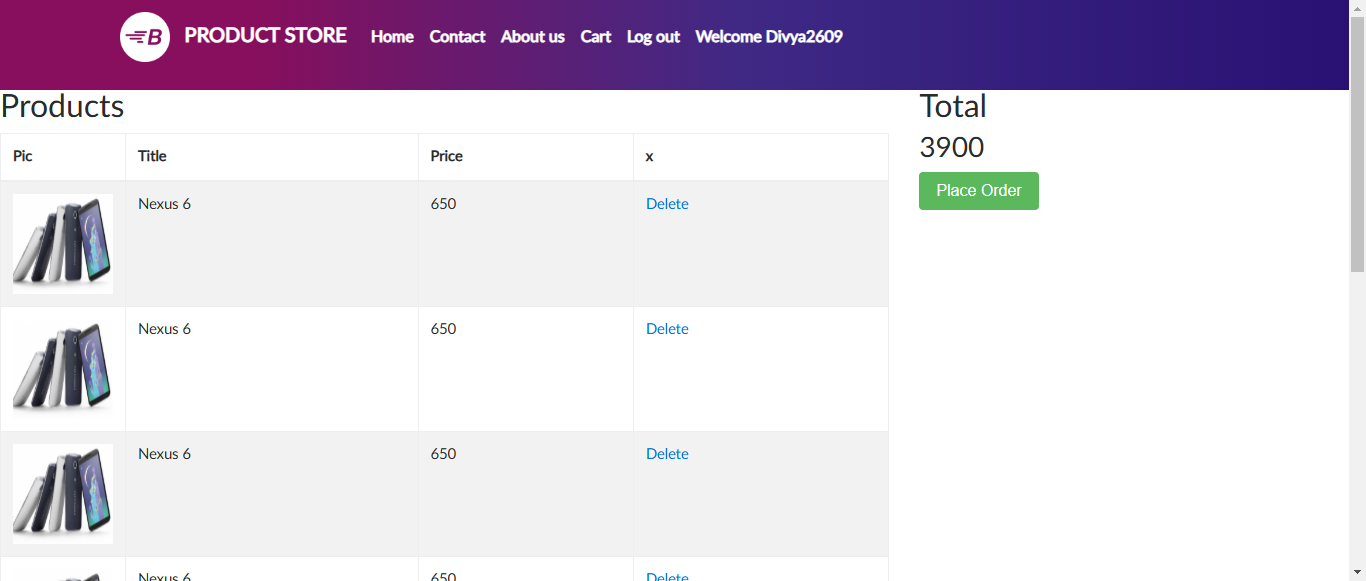 B PRODUCT STORE Home Contact About us Cart Log out Welcome Divya2609
Products
Pic Title Price x
Nexus 6 650 Delete
Nexus 6 650 Delete
Nexus 6 650 Delete
Nexus 6 650 Delete
Total
3900
Place Order